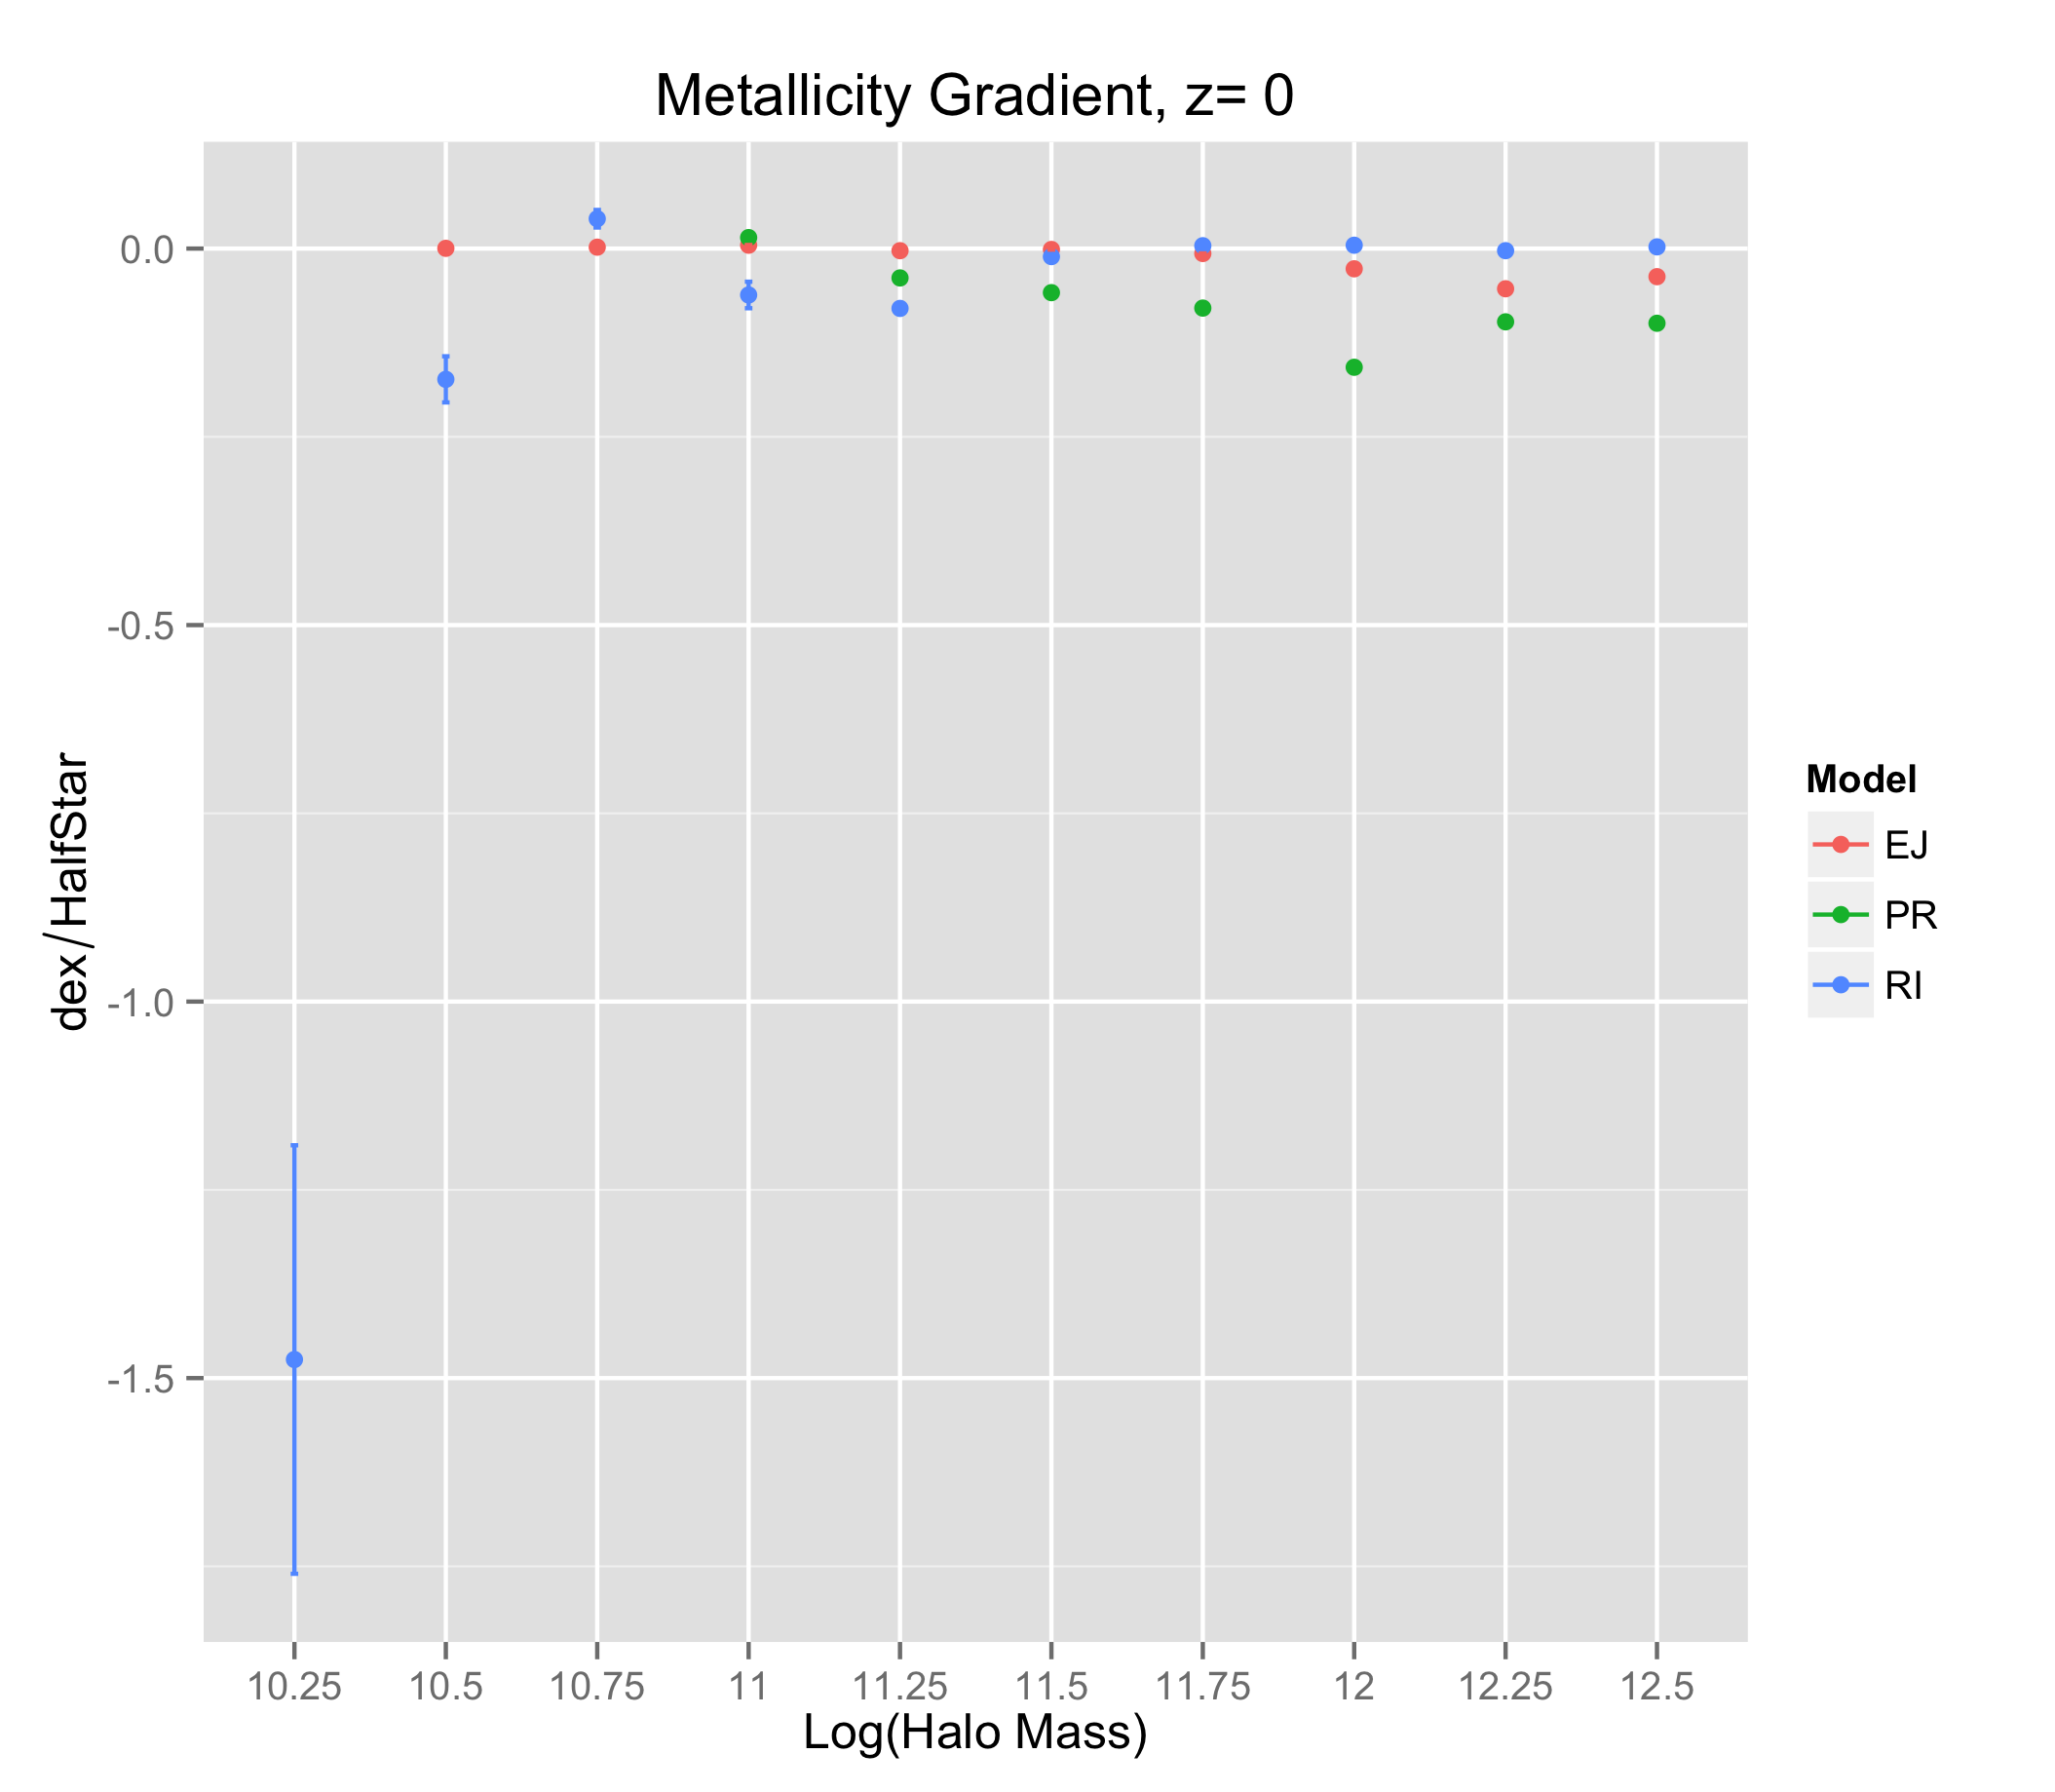 Metallicity Gradient, z= 0
dex / HalfStar
0.0
-0.5
-1.0
-1.5
10.25 10.5 10.75 11 11.25 11.5 11.75 12 12.25 12.5
Log(Halo Mass)
Model
EJ
PR
RI